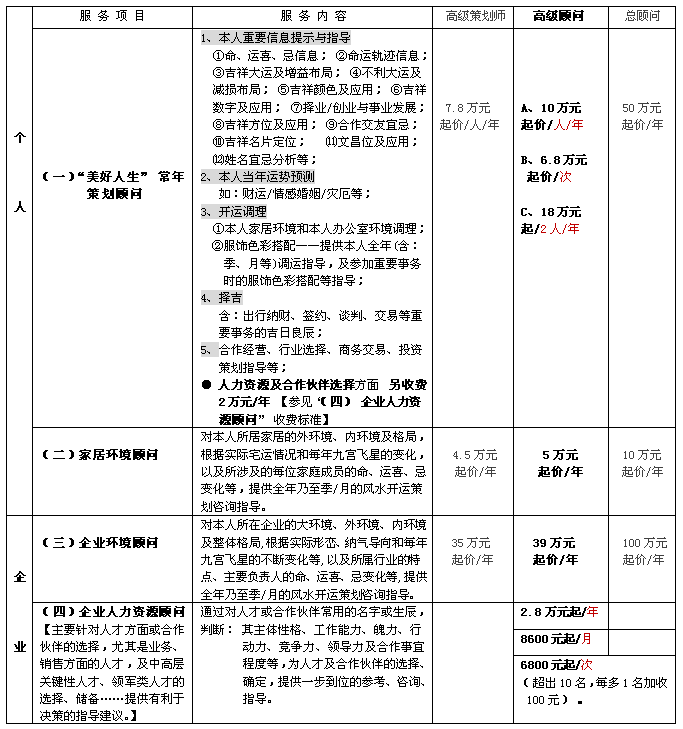 服 务 项 目
服 务 内 容
高级策划师
高级顾问
总顾问
个
人
（一）“美好人生” 常年
策划顾问
1、本人重要信息提示与指导
①命、运喜、忌信息； ②命运轨迹信息；
③吉祥大运及增益布局； ④不利大运及
减损布局； ⑤吉祥颜色及应用； ⑥吉祥
数字及应用； ⑦择业/创业与事业发展；
⑧吉祥方位及应用； ⑨合作交友宜忌；
⑩吉祥名片定位； ⑾文昌位及应用；
⑿姓名宜忌分析等；
2、本人当年运势预测
如：财运/情感婚姻/灾厄等；
3、开运调理
①本人家居环境和本人办公室环境调理；
②服饰色彩搭配——提供本人全年(含：
季、月等)调运指导，及参加重要事务
时的服饰色彩搭配等指导；
4、择吉
含：出行纳财、签约、谈判、交易等重
要事务的吉日良辰；
5、合作经营、行业选择、商务交易、投资
策划指导等；
● 人力资源及合作伙伴选择方面 另收费
2万元/年 【参见“（四） 企业人力资
源顾问” 收费标准】
7.8 万元
起价/人/年
A、10 万元
起价/人/年
B、6.8 万元
起价/次
C、18 万元
起/2 人/年
50 万元
起价/年
（二）家居环境顾问
对本人所居家居的外环境、内环境及格局，
根据实际宅运情况和每年九宫飞星的变化，
以及所涉及的每位家庭成员的命、运喜、忌
变化等，提供全年乃至季/月的风水开运策
划咨询指导。
4.5 万元
起价/年
5 万元
起价/年
10 万元
起价/年
企
业
（三）企业环境顾问
对本人所在企业的大环境、外环境、内环境
及整体格局,根据实际形态、纳气导向和每年
九宫飞星的不断变化等,以及所属行业的特
点、主要负责人的命、运喜、忌变化等,提供
全年乃至季/月的风水开运策划咨询指导。
35 万元
起价/年
39 万元
起价/年
100 万元
起价/年
（四）企业人力资源顾问
【主要针对人才方面或合作
伙伴的选择，尤其是业务、
销售方面的人才，及中高层
关键性人才、领军类人才的
选择、储备……提供有利于
决策的指导建议。】
通过对人才或合作伙伴常用的名字或生辰，
判断： 其主体性格、工作能力、魄力、行
动力、竞争力、领导力及合作事宜
程度等，为人才及合作伙伴的选择、
确定，提供一步到位的参考、咨询、
指导。
2.8 万元起/年
8600 元起/月
6800 元起/次
（超出 10 名,每多 1 名加收
100 元）。